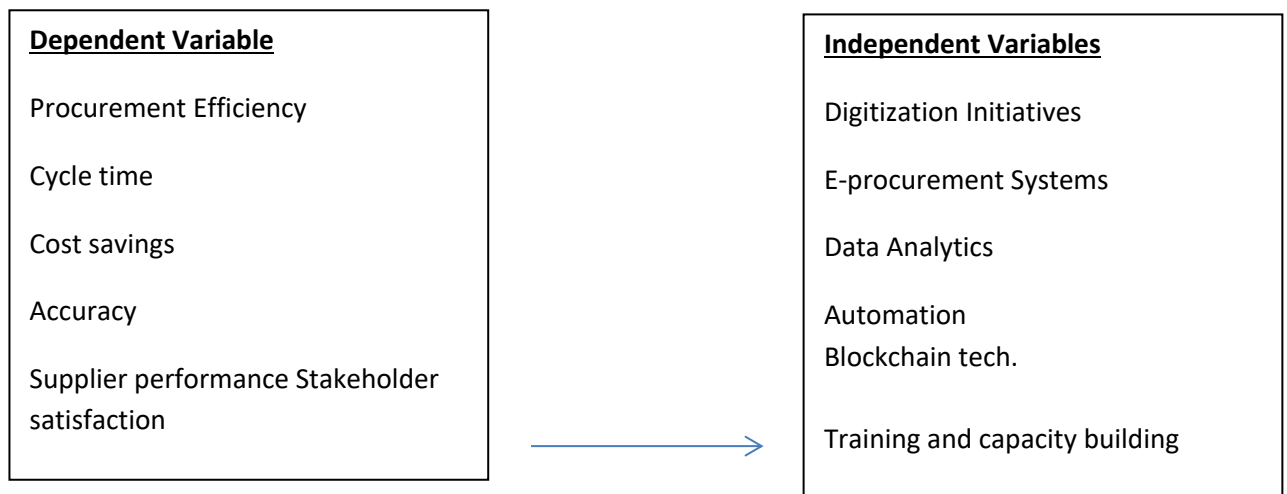 Dependent Variable
Procurement Efficiency
Cycle time
Cost savings
Accuracy
Supplier performance Stakeholder
satisfaction
Independent Variables
Digitization Initiatives
E-procurement Systems
Data Analytics
Automation
Blockchain tech.
Training and capacity building